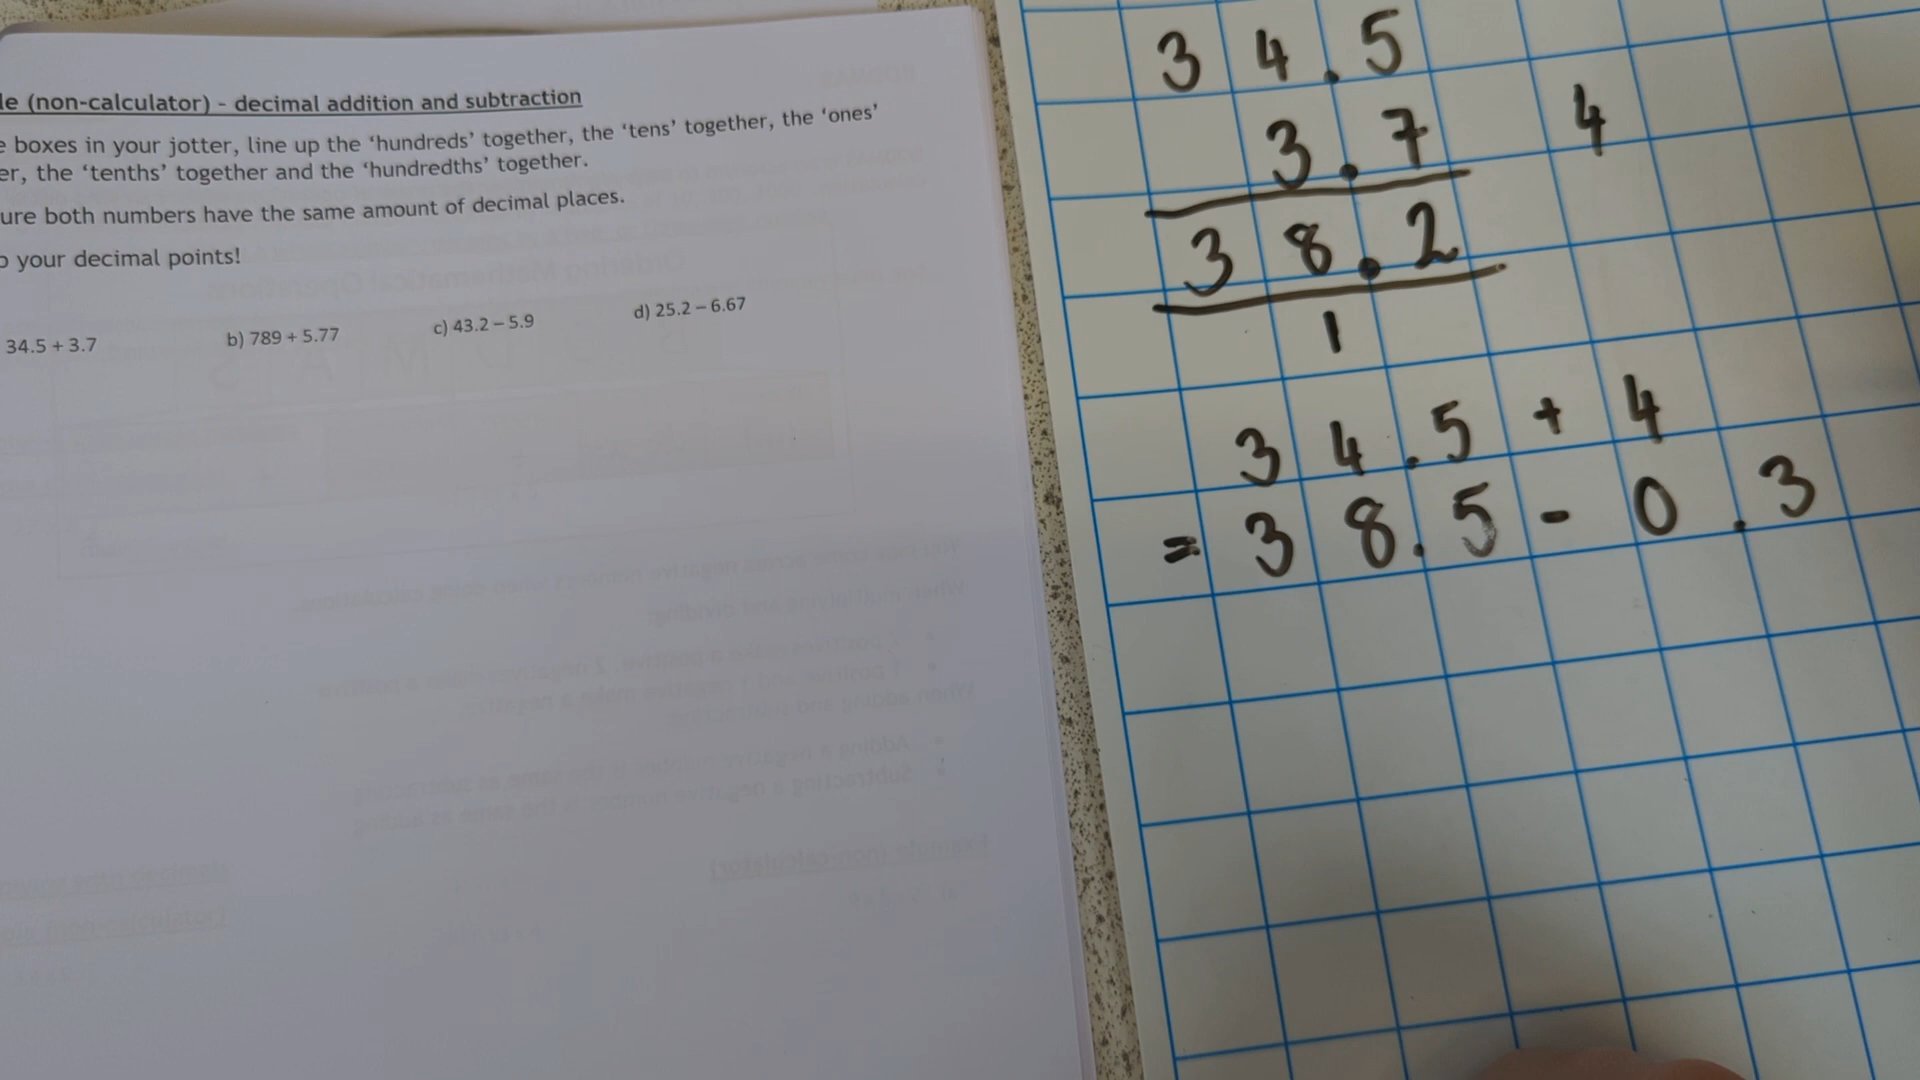 le (non-calculator) - decimal addition and subtraction
boxes in your jotter, line up the ‘hundreds’ together, the ‘tens’ together, the ‘ones’
er, the ‘tenths’ together and the ‘hundredths’ together.
ure both numbers have the same amount of decimal places.
your decimal points!
34.5 + 3.7 b) 789 + 5.77 c) 43.2 – 5.9 d) 25.2 – 6.67
34.5
3.7 4
38.2
1
34.5 + 4
= 38.5 - 0.3